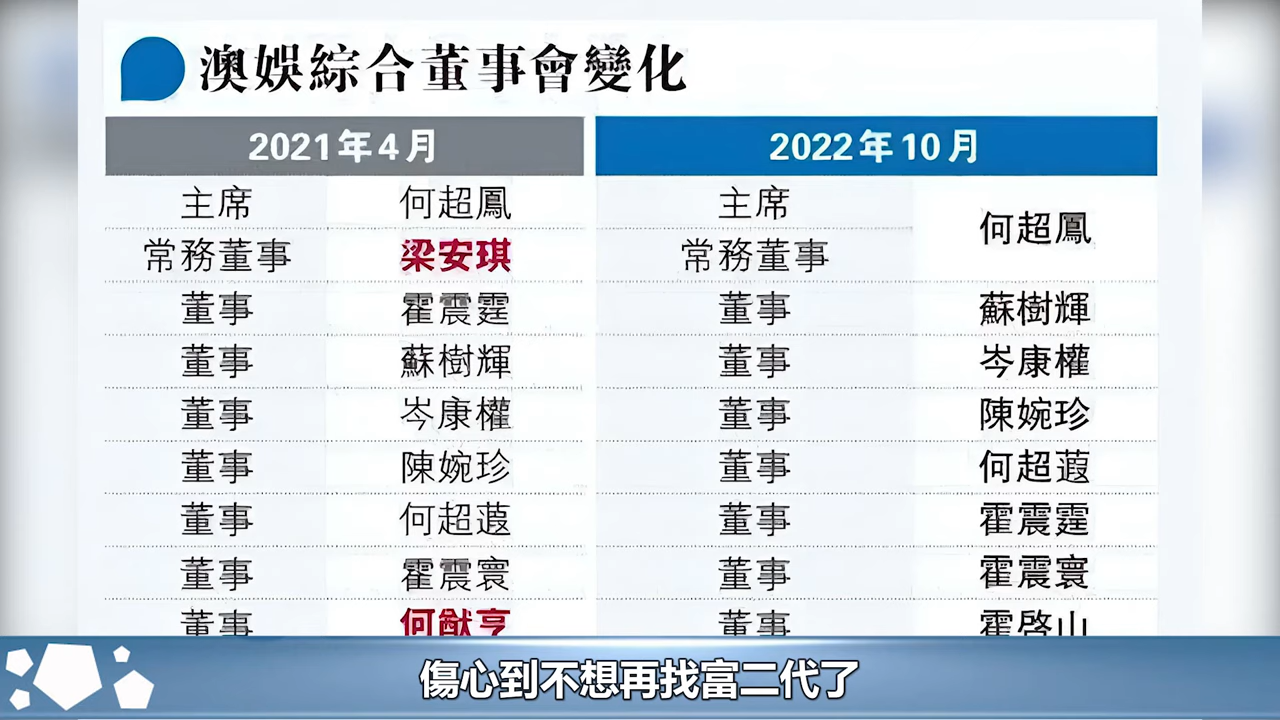 澳娛綜合董事會變化
2021年4月 2022年10月
主席 何超鳳 主席 何超鳳
常務董事 梁安琪 常務董事
董事 霍震霆 董事 蘇樹輝
董事 蘇樹輝 董事 岑康權
董事 岑康權 董事 陳婉珍
董事 陳婉珍 董事 何超蕸
董事 何超蕸 董事 霍震霆
董事 霍震寰 董事 霍震寰
董事 何猷亨 董事 霍啓山
傷心到不想再找富二代了